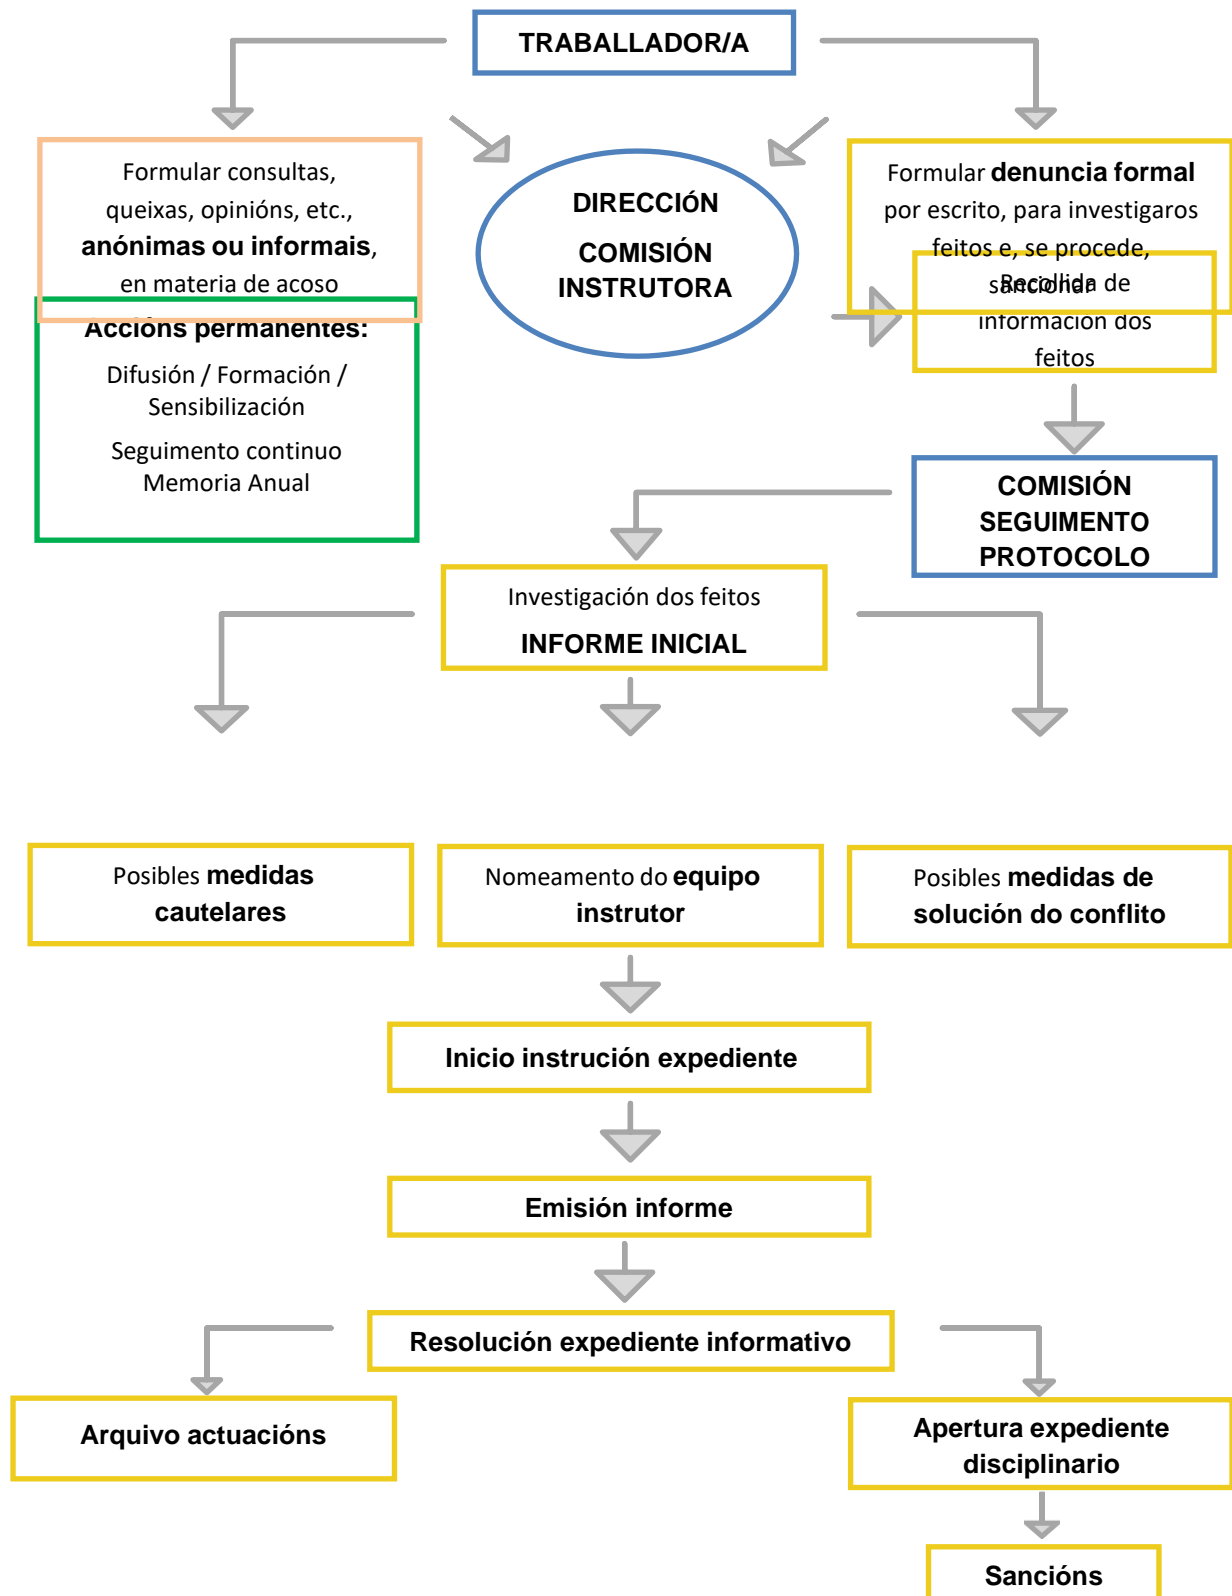 TRABALLADOR/A
Formular consultas,
queixas, opinións, etc.,
anónimas ou informais,
en materia de acoso
Accións permanentes:
Difusión / Formación /
Sensibilización
Seguimento continuo
Memoria Anual
DIRECCIÓN
COMISIÓN
INSTRUTORA
Formular denuncia formal
por escrito, para investigaros
feitos e, se procede,
sancionar
Recollida de
información dos
feitos
COMISIÓN
SEGUIMENTO
PROTOCOLO
Investigación dos feitos
INFORME INICIAL
Posibles medidas
cautelares
Nomeamento do equipo
instrutor
Posibles medidas de
solución do conflito
Inicio instrución expediente
Emisión informe
Resolución expediente informativo
Arquivo actuacións
Apertura expediente
disciplinario
Sancións